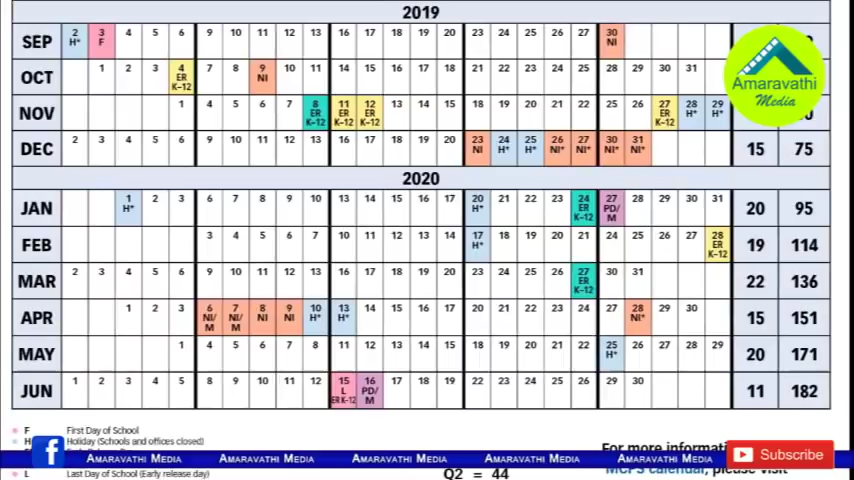 2019
SEP 2 3 4 5 6 9 10 11 12 13 16 17 18 19 20 23 24 25 26 27 30
H* F NI
OCT 1 2 3 4 7 8 9 10 11 14 15 16 17 18 21 22 23 24 25 28 29 30 31
ER NI
K–12
NOV 1 4 5 6 7 8 11 12 13 14 15 18 19 20 21 22 25 26 27 28 29
ER ER ER ER H* H*
K–12 K–12 K–12 K–12
DEC 2 3 4 5 6 9 10 11 12 13 16 17 18 19 20 23 24 25 26 27 30 31 15 75
NI H* H* NI* NI* NI* NI*
Amaravathi
Media
2020
JAN 1 2 3 6 7 8 9 10 13 14 15 16 17 20 21 22 23 24 27 28 29 30 31 20 95
H* H* ER PD/
K–12 M
FEB 3 4 5 6 7 10 11 12 13 14 17 18 19 20 21 24 25 26 27 28 19 114
H* ER
K–12
MAR 2 3 4 5 6 9 10 11 12 13 16 17 18 19 20 23 24 25 26 27 30 31 22 136
ER
K–12
APR 1 2 3 6 7 8 9 10 13 14 15 16 17 20 21 22 23 24 27 28 29 30 15 151
NI/ NI/ NI NI H* H* NI*
M M
MAY 1 4 5 6 7 8 11 12 13 14 15 18 19 20 21 22 25 26 27 28 29 20 171
H*
JUN 1 2 3 4 5 8 9 10 11 12 15 16 17 18 19 22 23 24 25 26 29 30 11 182
L PD/
ER K–12 M
F First Day of School
H Holiday (Schools and offices closed)
For more informati
Amaravathi Media Amaravathi Media Amaravathi Media Amaravathi Media Amaravathi Media
Subscribe
MCPS calendar, please visit
L Last Day of School (Early release day)
Q2 = 44